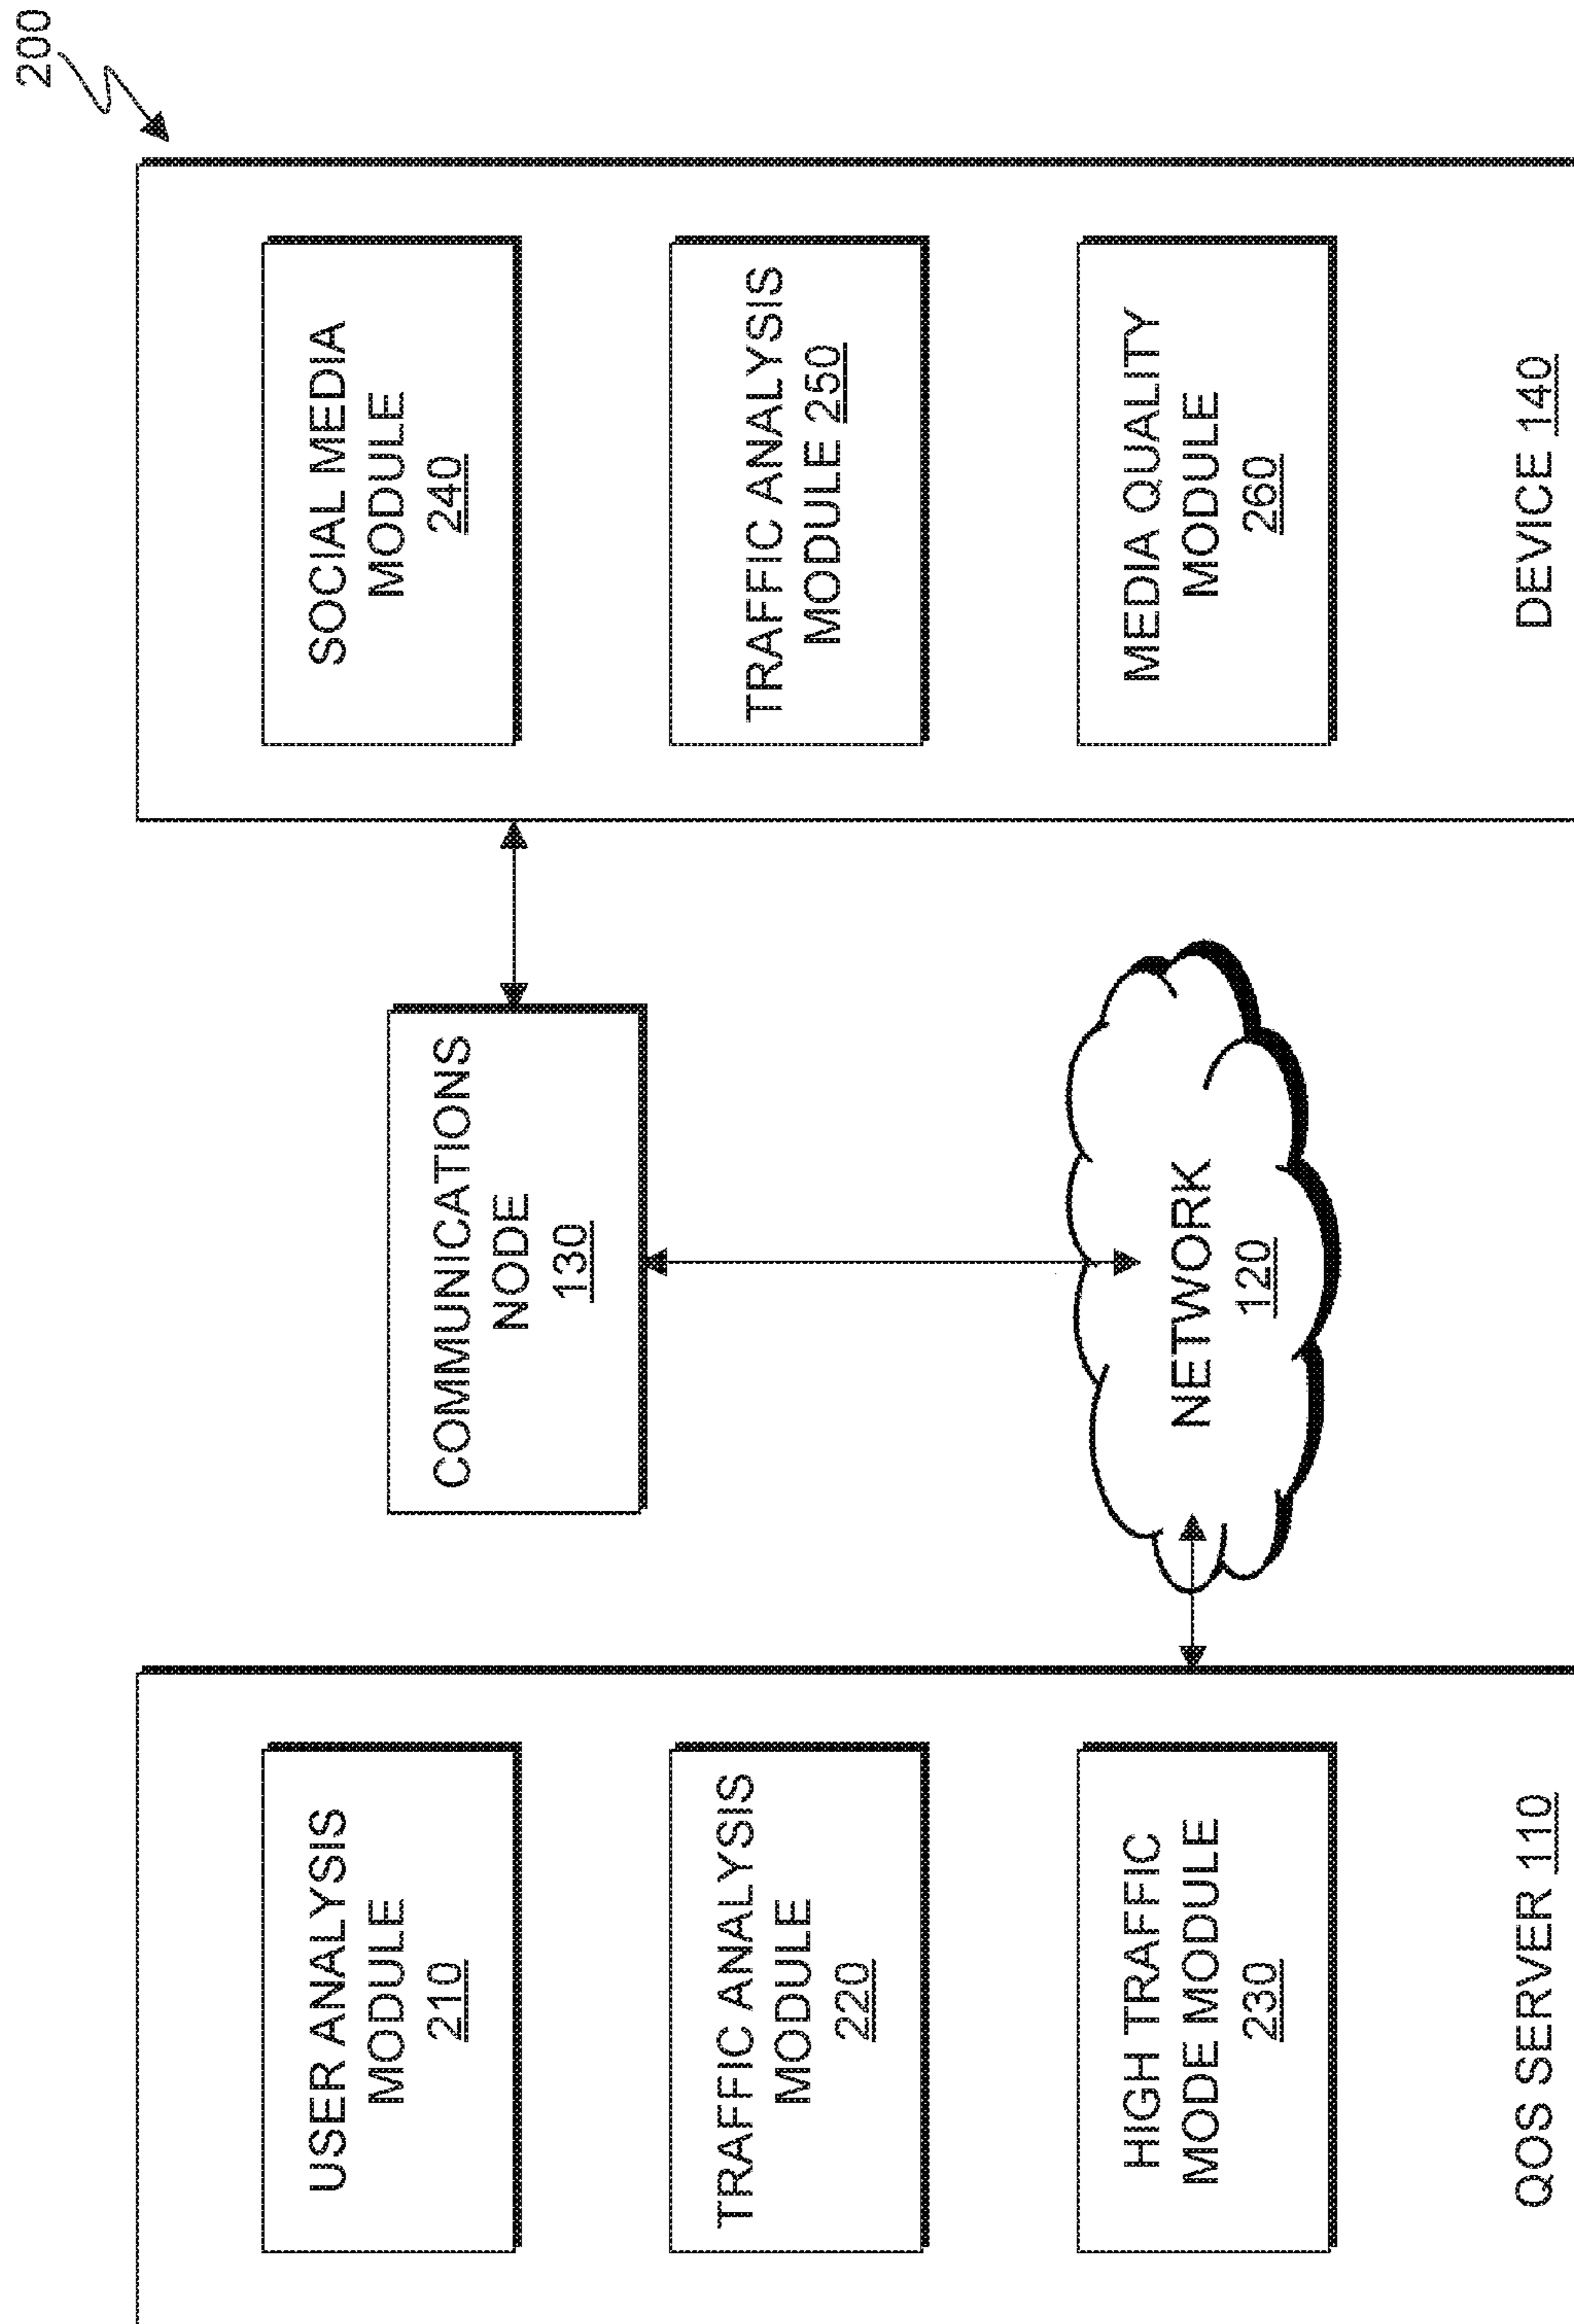 200
USER ANALYSIS
MODULE
210
TRAFFIC ANALYSIS
MODULE
220
HIGH TRAFFIC
MODE MODULE
230
QOS SERVER 110
COMMUNICATIONS
NODE
130
NETWORK
120
SOCIAL MEDIA
MODULE
240
TRAFFIC ANALYSIS
MODULE 250
MEDIA QUALITY
MODULE
260
DEVICE 140